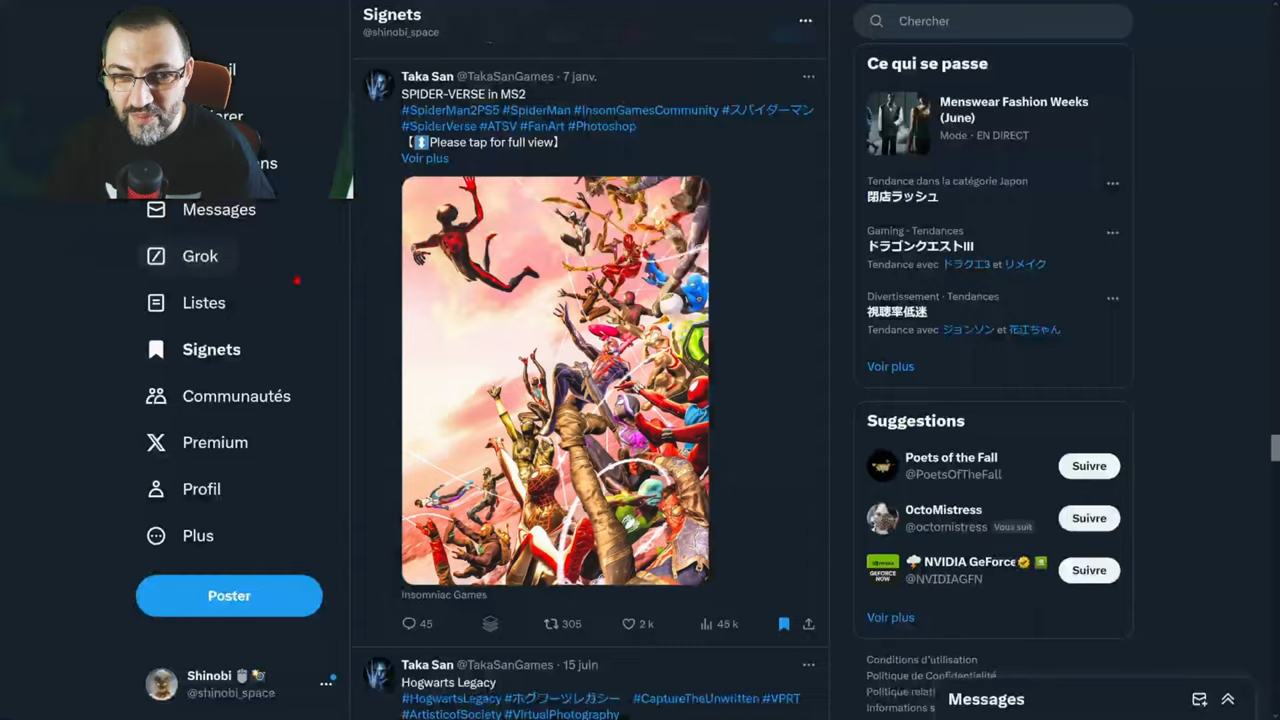 Signets
@shinobi_space
Taka San @TakaSanGames · 7 janv.
SPIDER-VERSE in MS2
#SpiderMan2PS5 #SpiderMan #InsomGamesCommunity #スパイダーマン
#SpiderVerse #ATSV #FanArt #Photoshop
【↕️Please tap for full view】
Voir plus
Insomniac Games
45
305
2 k
45 k
Taka San @TakaSanGames · 15 juin
Hogwarts Legacy
#HogwartsLegacy #ホグワーツレガシー #CaptureTheUnwritten #VPRT
#ArtisticofSociety #VirtualPhotography
Messages
Grok
Listes
Signets
Communautés
Premium
Profil
Plus
Poster
Shinobi
@shinobi_space
Chercher
Ce qui se passe
Menswear Fashion Weeks
(June)
Mode · EN DIRECT
Tendance dans la catégorie Japon
閉店ラッシュ
Gaming · Tendances
ドラゴンクエストIII
Tendance avec ドラクエ3 et リメイク
Divertissement · Tendances
視聴率低迷
Tendance avec ジョンソン et 花江ちゃん
Voir plus
Suggestions
Poets of the Fall
@PoetsOfTheFall
Suivre
OctoMistress
@octomistress Vous suit
Suivre
NVIDIA GeForce
@NVIDIAGFN
Suivre
Voir plus
Conditions d'utilisation
Politique de Confidentialité
Politique relati
Informations s
Messages